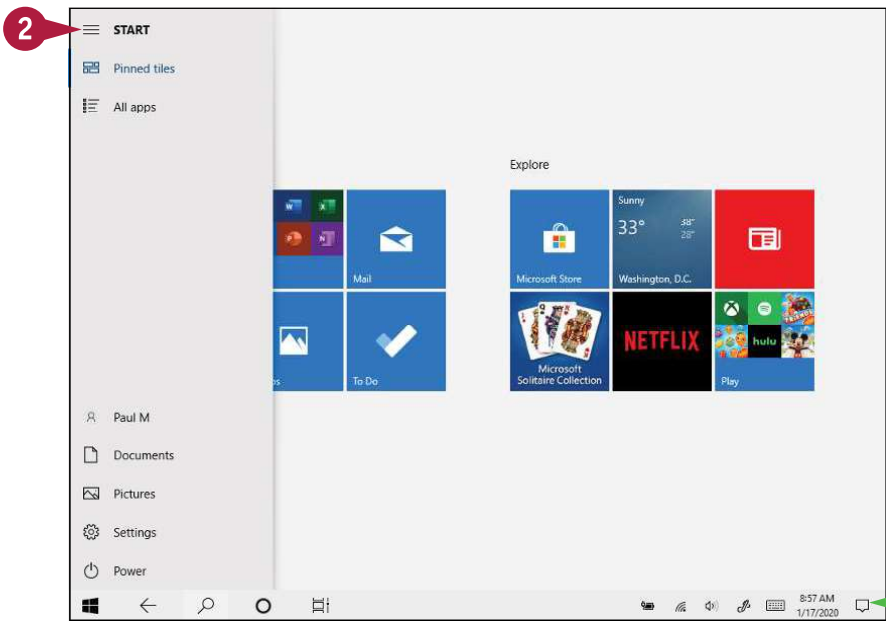 2
START
Pinned tiles
All apps
Explore
Mail
To Do
Sunny
33°
38°
28°
Microsoft Store
Washington, D.C.
Microsoft
Solitaire Collection
NETFLIX
hulu
Play
Paul M
Documents
Pictures
Settings
Power
8:57 AM
1/17/2020